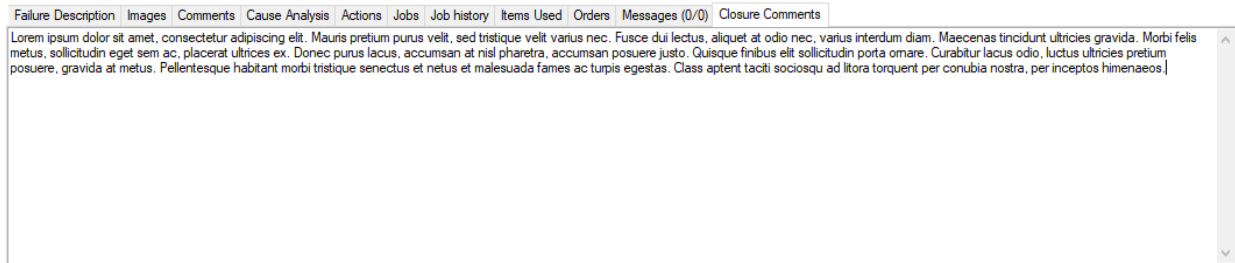 Failure Description Images Comments Cause Analysis Actions Jobs Job history Items Used Orders Messages (0/0) Closure Comments
Lorem ipsum dolor sit amet, consectetur adipiscing elit. Mauris pretium purus velit, sed tristique velit varius nec. Fusce dui lectus, aliquet at odio nec, varius interdum diam. Maecenas tincidunt ultricies gravida. Morbi felis
metus, sollicitudin eget sem ac, placerat ultrices ex. Donec purus lacus, accumsan at nisl pharetra, accumsan posuere justo. Quisque finibus elit sollicitudin porta ornare. Curabitur lacus odio, luctus ultricies pretium
posuere, gravida at metus. Pellentesque habitant morbi tristique senectus et netus et malesuada fames ac turpis egestas. Class aptent taciti sociosqu ad litora torquent per conubia nostra, per inceptos himenaeos.